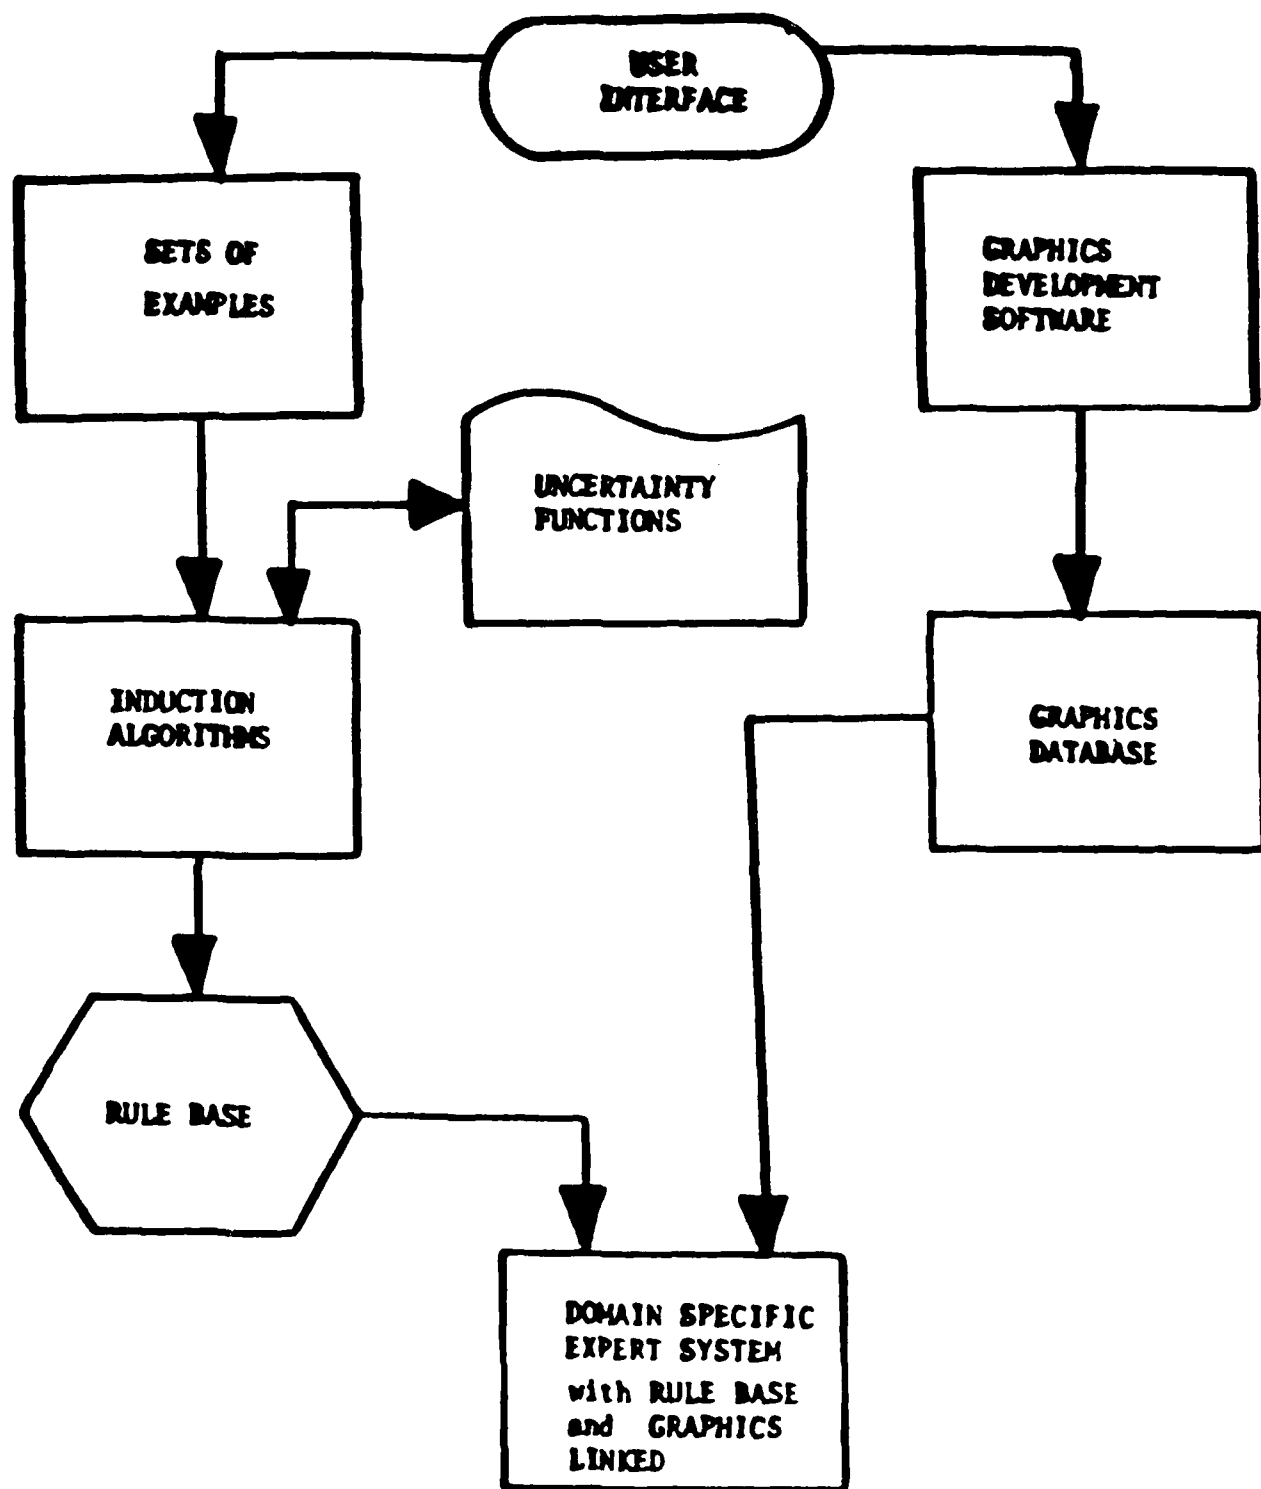 USER
INTERFACE
SETS OF
EXAMPLES
GRAPHICS
DEVELOPMENT
SOFTWARE
UNCERTAINTY
FUNCTIONS
INDUCTION
ALGORITHMS
GRAPHICS
DATABASE
RULE BASE
DOMAIN SPECIFIC
EXPERT SYSTEM
with RULE BASE
and GRAPHICS
LINKED